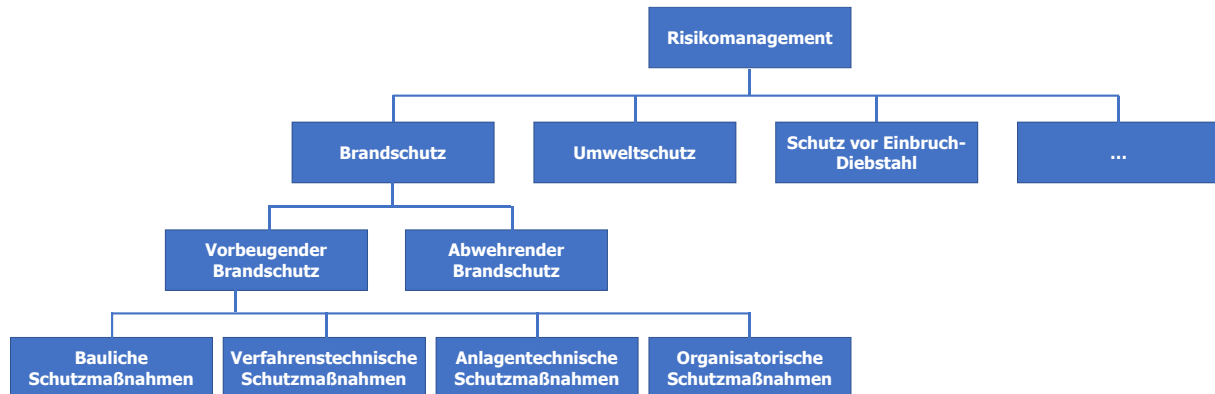 Risikomanagement
Brandschutz
Umweltschutz
Schutz vor Einbruch-
Diebstahl
...
Vorbeugender
Brandschutz
Abwehrender
Brandschutz
Bauliche
Schutzmaßnahmen
Verfahrenstechnische
Schutzmaßnahmen
Anlagentechnische
Schutzmaßnahmen
Organisatorische
Schutzmaßnahmen